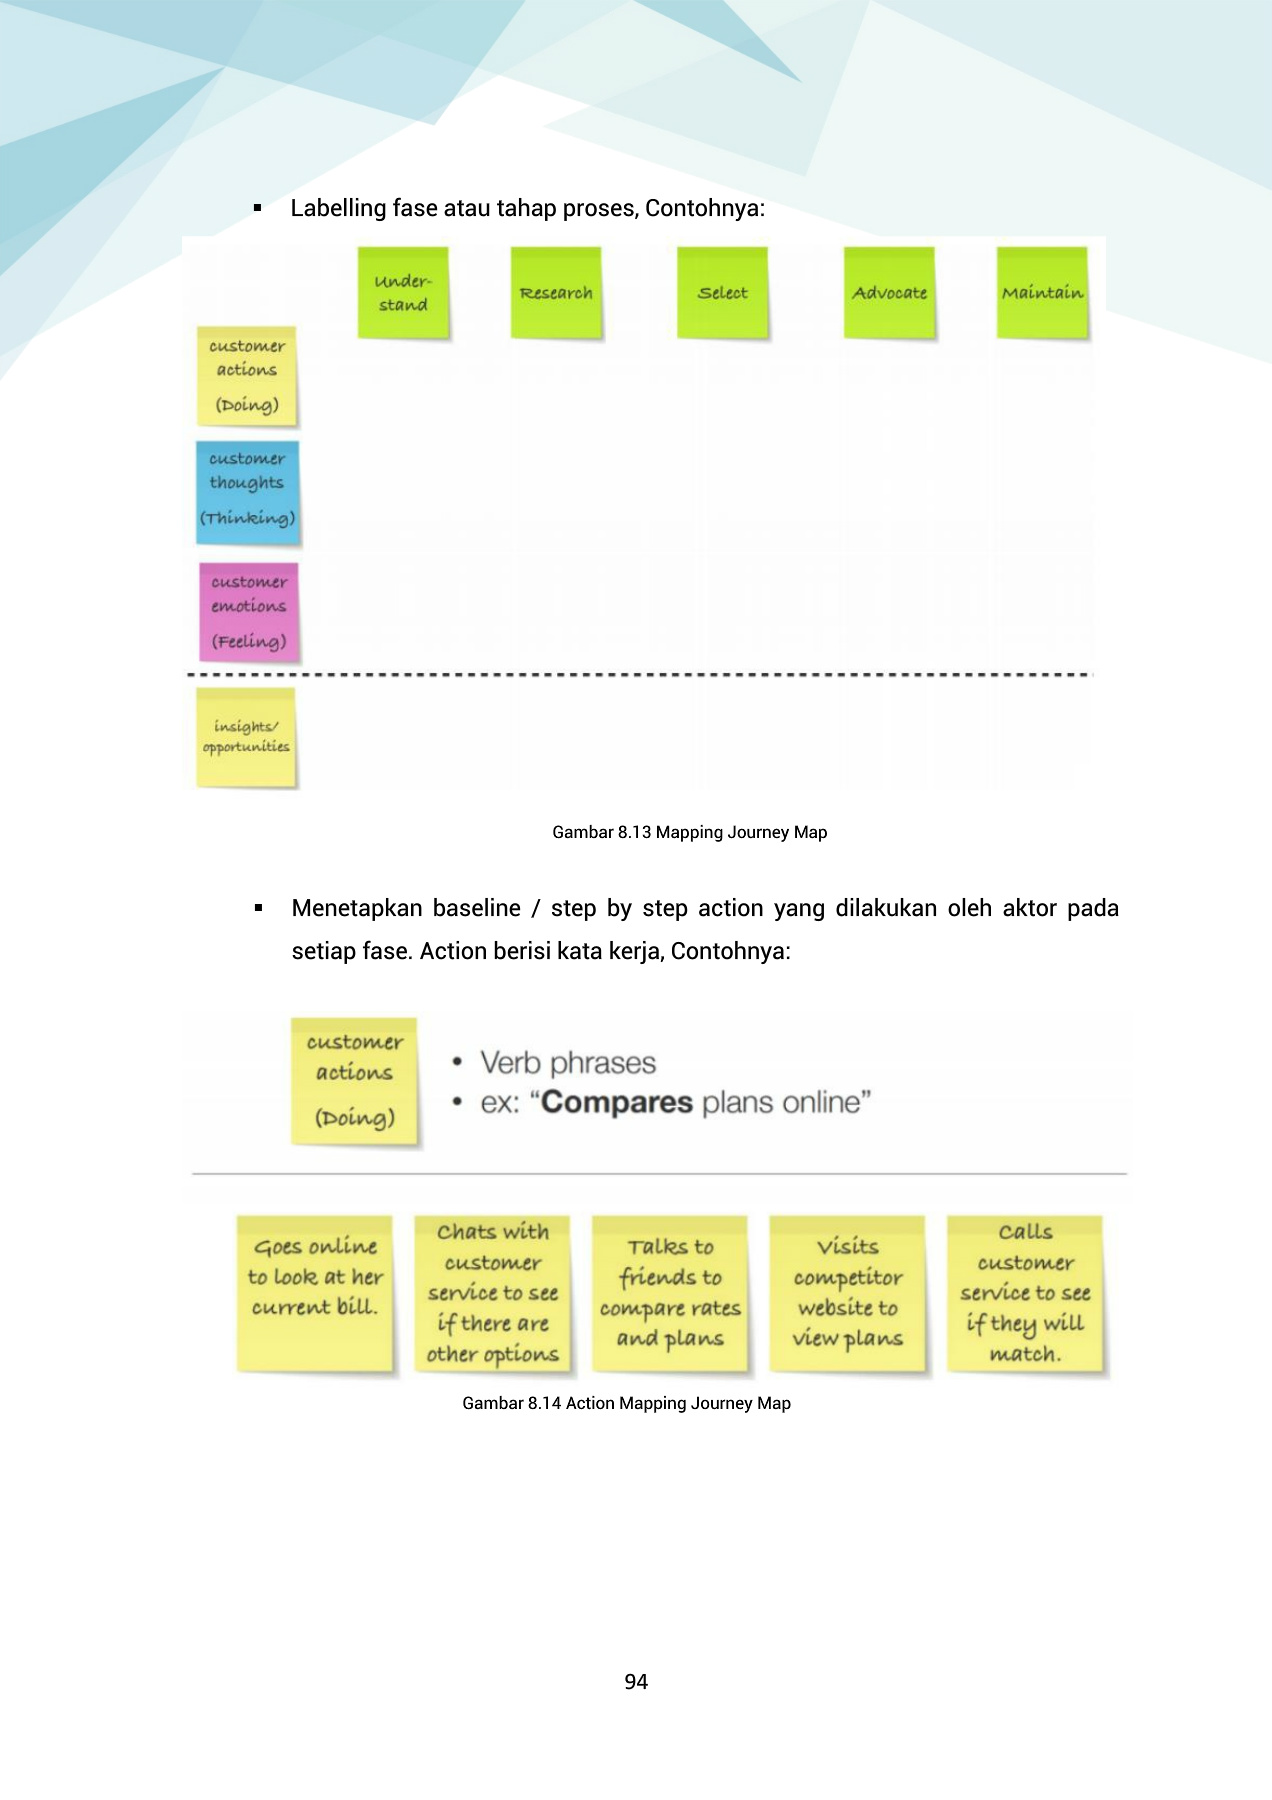 ▪ Labelling fase atau tahap proses, Contohnya:
Under-
stand
Research
Select
Advocate
Maintain
customer
actions
(Doing)
customer
thoughts
(Thinking)
customer
emotions
(Feeling)
insights/
opportunities
Gambar 8.13 Mapping Journey Map
▪ Menetapkan baseline / step by step action yang dilakukan oleh aktor pada
setiap fase. Action berisi kata kerja, Contohnya:
customer
actions
(Doing)
• Verb phrases
• ex: “Compares plans online”
Goes online
to look at her
current bill.
Chats with
customer
service to see
if there are
other options
Talks to
friends to
compare rates
and plans
Visits
competitor
website to
view plans
Calls
customer
service to see
if they will
match.
Gambar 8.14 Action Mapping Journey Map
94